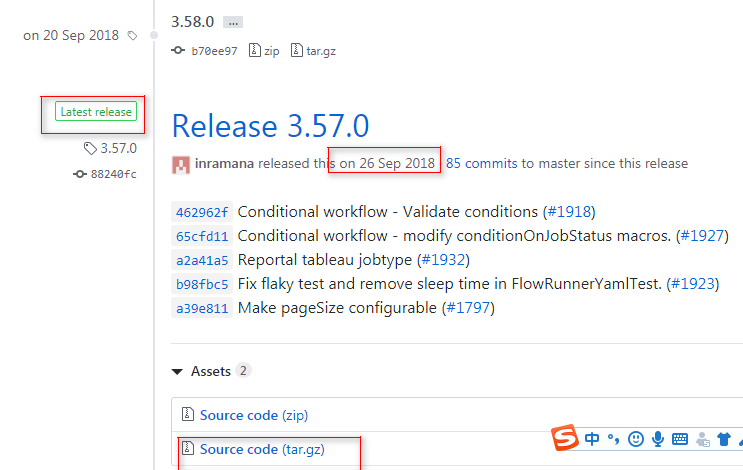 on 20 Sep 2018
3.58.0 ...
b70ee97 zip tar.gz
Latest release
3.57.0
88240fc
Release 3.57.0
inramana released this on 26 Sep 2018 85 commits to master since this release
462962f Conditional workflow - Validate conditions (#1918)
65cfd11 Conditional workflow - modify conditionOnJobStatus macros. (#1927)
a2a41a5 Reportal tableau jobtype (#1932)
b98fbc5 Fix flaky test and remove sleep time in FlowRunnerYamlTest. (#1923)
a39e811 Make pageSize configurable (#1797)
Assets 2
Source code (zip)
Source code (tar.gz)
S 中